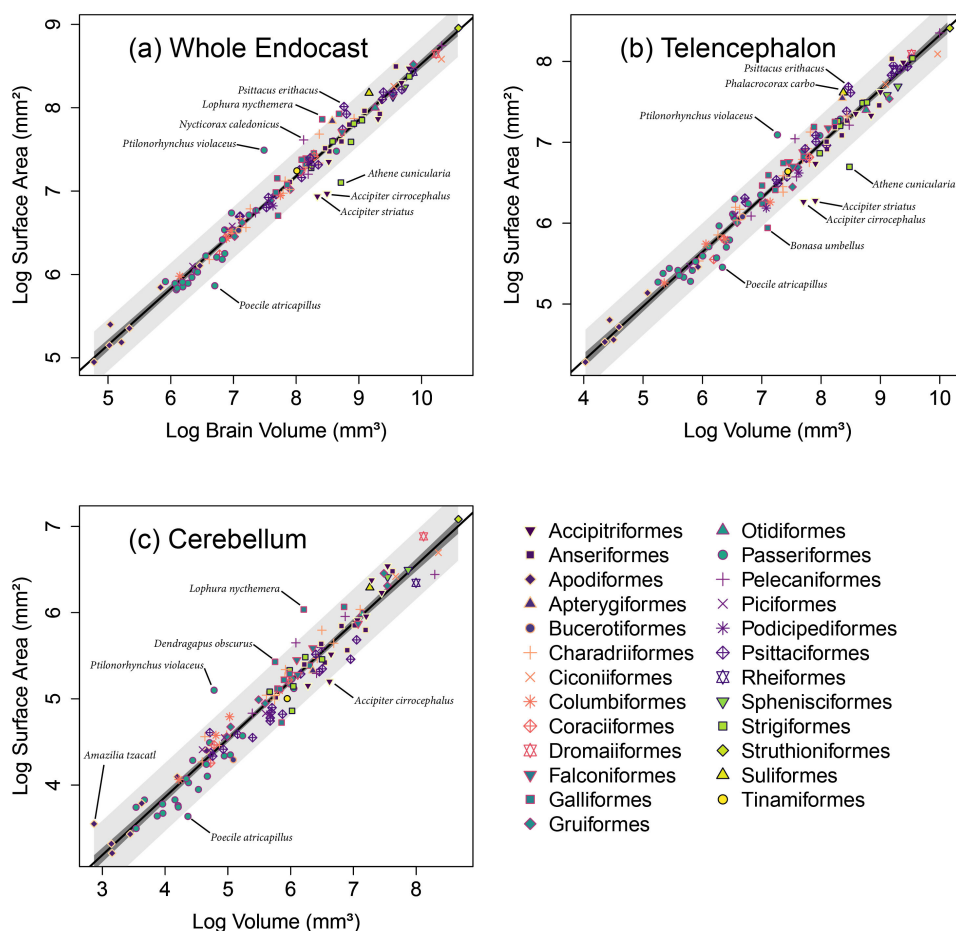 (a) Whole Endocast
Log Surface Area (mm²)
9
8
7
6
5
Psittacus erithacus
Lophura nycthemera
Nycticorax caledonicus
Ptilonorhynchus violaceus
Athene cunicularia
Accipiter cirrocephalus
Accipiter striatus
Poecile atricapillus
5 6 7 8 9 10
Log Brain Volume (mm³)
(b) Telencephalon
Log Surface Area (mm²)
8
7
6
5
Psittacus erithacus
Phalacrocorax carbo
Ptilonorhynchus violaceus
Athene cunicularia
Accipiter striatus
Accipiter cirrocephalus
Bonasa umbellus
Poecile atricapillus
4 5 6 7 8 9 10
Log Volume (mm³)
(c) Cerebellum
Log Surface Area (mm²)
7
6
5
4
Lophura nycthemera
Dendragapus obscurus
Ptilonorhynchus violaceus
Accipiter cirrocephalus
Amazilia tzacatl
Poecile atricapillus
3 4 5 6 7 8
Log Volume (mm³)
Accipitriformes
Anseriformes
Apodiformes
Apterygiformes
Bucerotiformes
Charadriiformes
Ciconiiformes
Columbiformes
Coraciiformes
Dromaiiformes
Falconiformes
Galliformes
Gruiformes
Otidiformes
Passeriformes
Pelecaniformes
Piciformes
Podicipediformes
Psittaciformes
Rheiformes
Sphenisciformes
Strigiformes
Struthioniformes
Suliformes
Tinamiformes